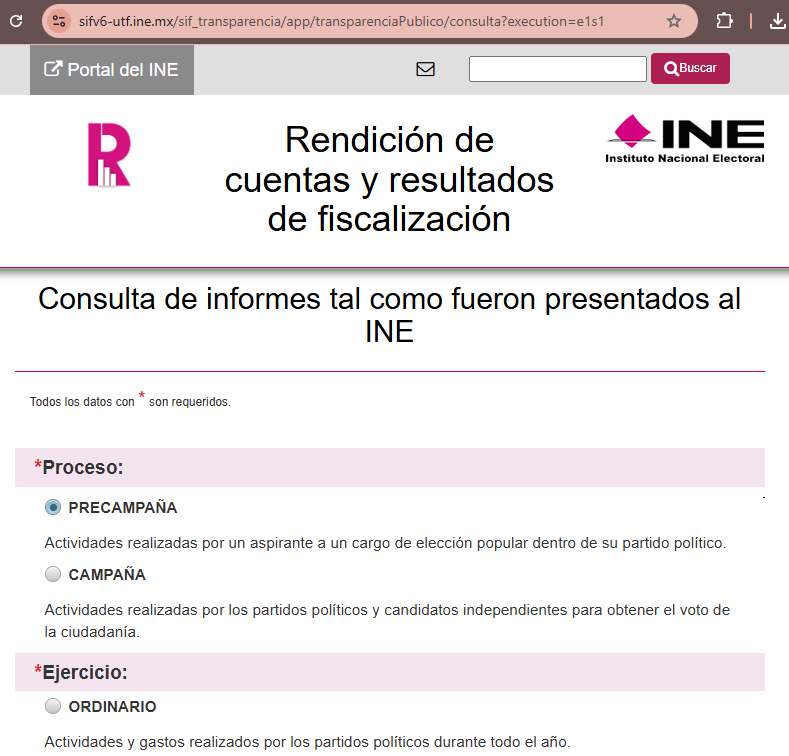 sifv6-utf.ine.mx/sif_transparencia/app/transparenciaPublico/consulta?execution=e1s1
Portal del INE
Buscar
R
Rendición de
cuentas y resultados
de fiscalización
INE
Instituto Nacional Electoral
Consulta de informes tal como fueron presentados al
INE
Todos los datos con * son requeridos.
*Proceso:
PRECAMPAÑA
Actividades realizadas por un aspirante a un cargo de elección popular dentro de su partido político.
CAMPAÑA
Actividades realizadas por los partidos políticos y candidatos independientes para obtener el voto de
la ciudadanía.
*Ejercicio:
ORDINARIO
Actividades y gastos realizados por los partidos políticos durante todo el año.